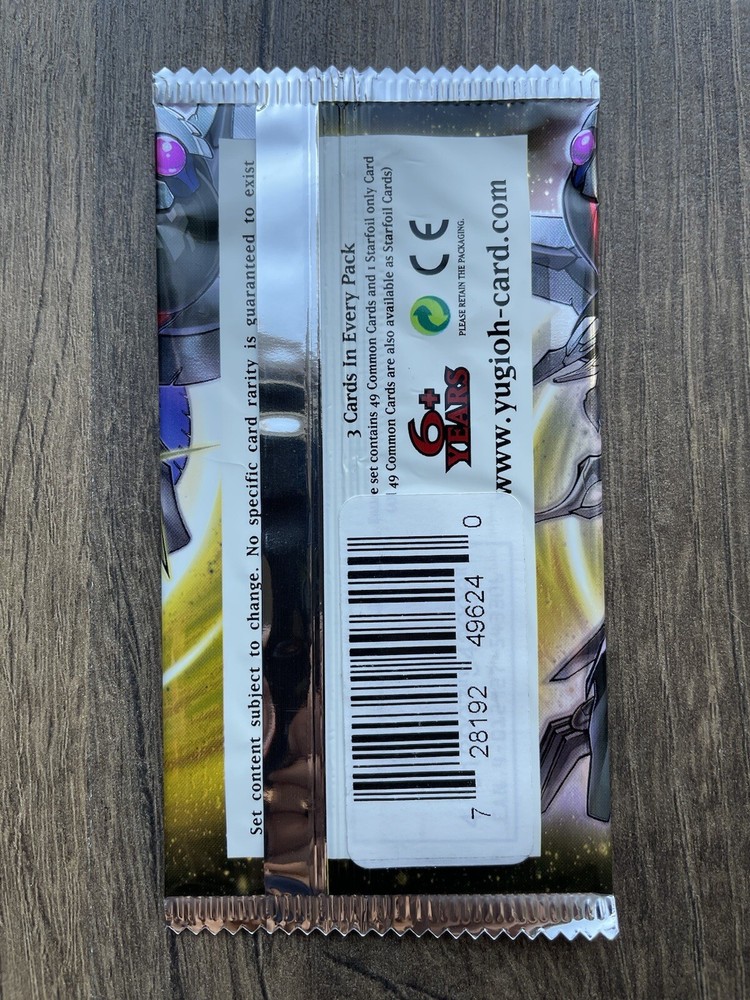 Set content subject to change. No specific card rarity is guaranteed to exist
3 Cards In Every Pack
e set contains 49 Common Cards and 1 Starfoil only Card
49 Common Cards are also available as Starfoil Cards)
6+
YEARS
CE
PLEASE RETAIN THE PACKAGING.
www.yugioh-card.com
7 28192 49624 0